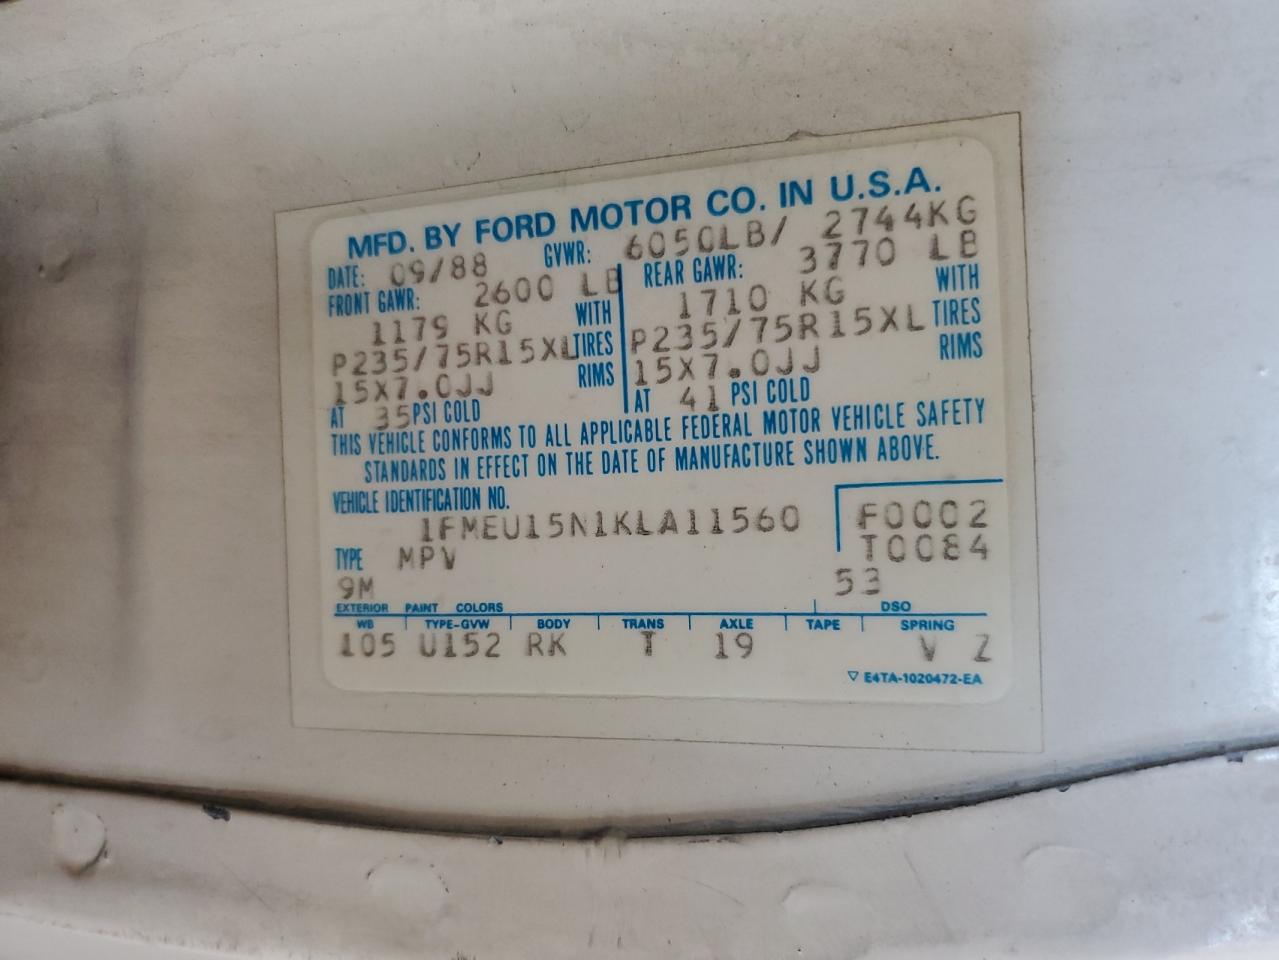 MFD. BY FORD MOTOR CO. IN U.S.A.
DATE: 09/88 GVWR: 6050LB/ 2744KG
FRONT GAWR: 2600 LB REAR GAWR: 3770 LB
1179 KG WITH 1710 KG WITH
P235/75R15XL TIRES P235/75R15XL TIRES
15X7.0JJ RIMS 15X7.0JJ RIMS
AT 35 PSI COLD AT 41 PSI COLD
THIS VEHICLE CONFORMS TO ALL APPLICABLE FEDERAL MOTOR VEHICLE SAFETY
STANDARDS IN EFFECT ON THE DATE OF MANUFACTURE SHOWN ABOVE.
VEHICLE IDENTIFICATION NO.
1FMEU15N1KLA11560 F0002
TYPE MPV T0084
9M 53
EXTERIOR PAINT COLORS DSO
WB TYPE-GVW BODY TRANS AXLE TAPE SPRING
105 U152 RK T 19 V Z
▽ E4TA-1020472-EA